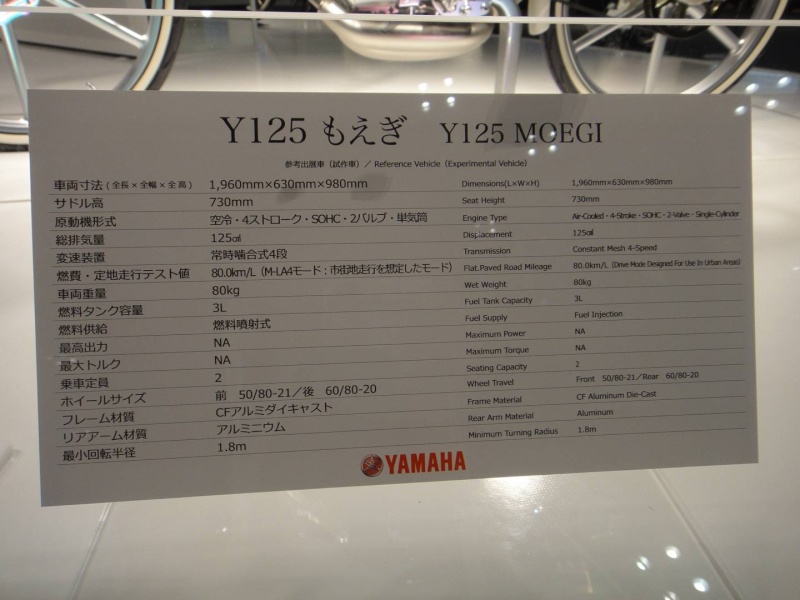 Y125 もえぎ Y125 MOEGI
参考出展車（試作車）／ Reference Vehicle (Experimental Vehicle)
車両寸法 (全長×全幅×全高) 1,960mm×630mm×980mm Dimensions(L×W×H) 1,960mm×630mm×980mm
サドル高 730mm Seat Height 730mm
原動機形式 空冷・4ストローク・SOHC・2バルブ・単気筒 Engine Type Air-Cooled・4-Stroke・SOHC・2-Valve・Single-Cylinder
総排気量 125㎤ Displacement 125㎤
変速装置 常時噛合式4段 Transmission Constant Mesh 4-Speed
燃費・定地走行テスト値 80.0km/L（M-LA4モード；市街地走行を想定したモード） Flat.Paved Road Mileage 80.0km/L (Drive Mode Designed For Use In Urban Areas)
車両重量 80kg Wet Weight 80kg
燃料タンク容量 3L Fuel Tank Capacity 3L
燃料供給 燃料噴射式 Fuel Supply Fuel Injection
最高出力 NA Maximum Power NA
最大トルク NA Maximum Torque NA
乗車定員 2 Seating Capacity 2
ホイールサイズ 前 50/80-21／後 60/80-20 Wheel Travel Front 50/80-21／Rear 60/80-20
フレーム材質 CFアルミダイキャスト Frame Material CF Aluminum Die-Cast
リアアーム材質 アルミニウム Rear Arm Material Aluminum
最小回転半径 1.8m Minimum Turning Radius 1.8m
YAMAHA